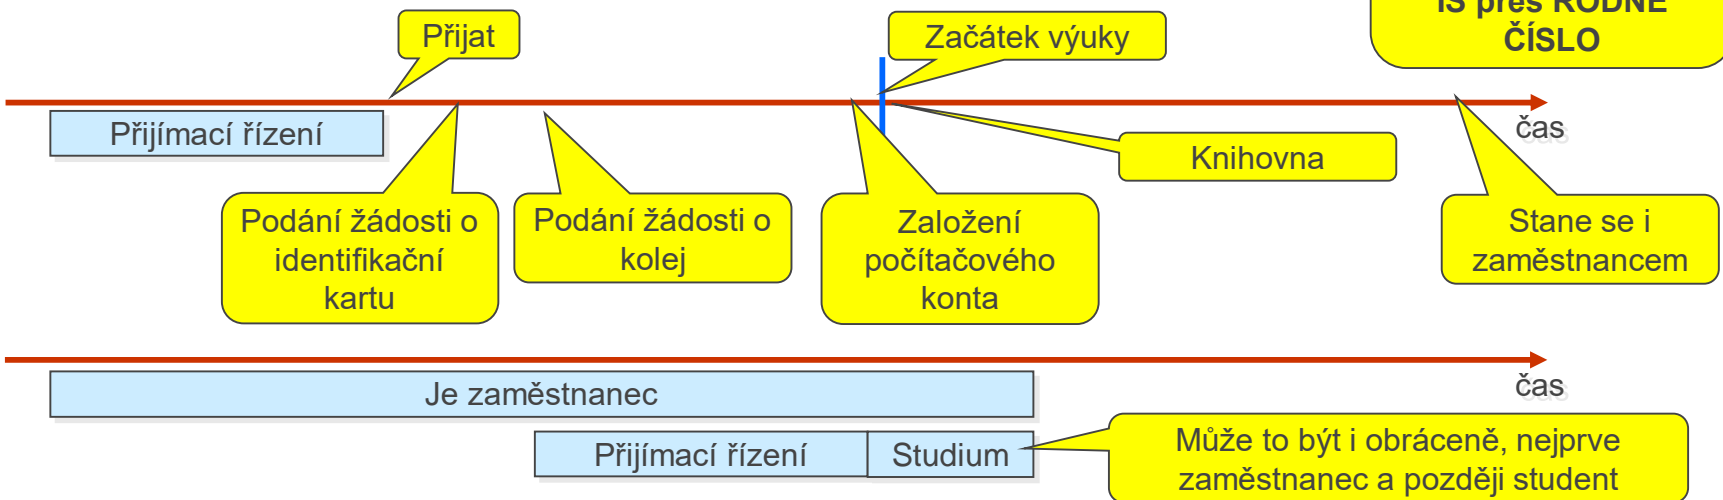 IS přes RODNÉ
ČÍSLO
Přijat
Začátek výuky
čas
Přijímací řízení
Knihovna
Podání žádosti o
identifikační
kartu
Podání žádosti o
kolej
Založení
počítačového
konta
Stane se i
zaměstnancem
čas
Je zaměstnanec
Přijímací řízení
Studium
Může to být i obráceně, nejprve
zaměstnanec a později student